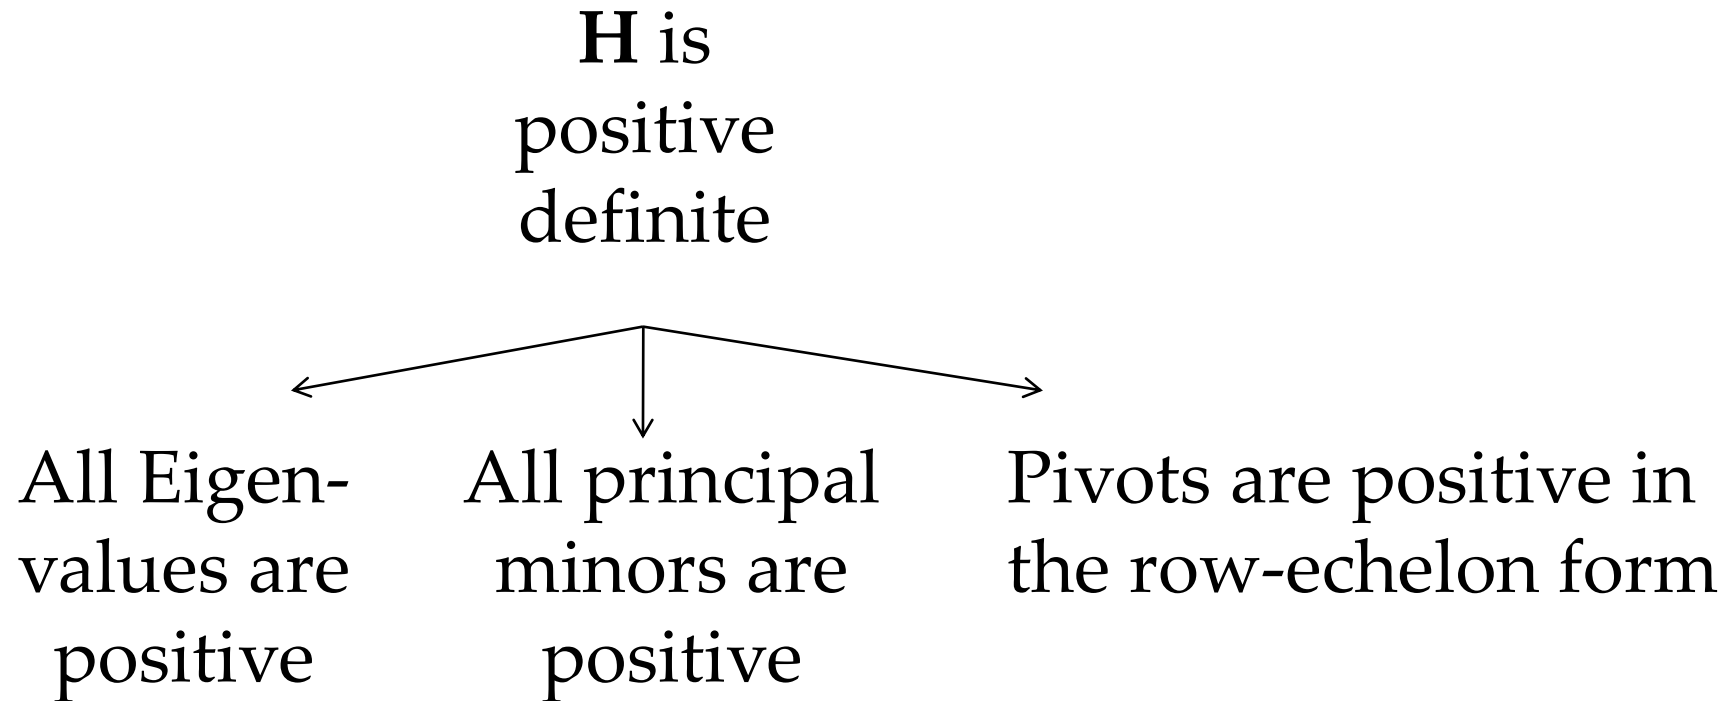 H is
positive
definite
All Eigen-
values are
positive
All principal
minors are
positive
Pivots are positive in
the row-echelon form